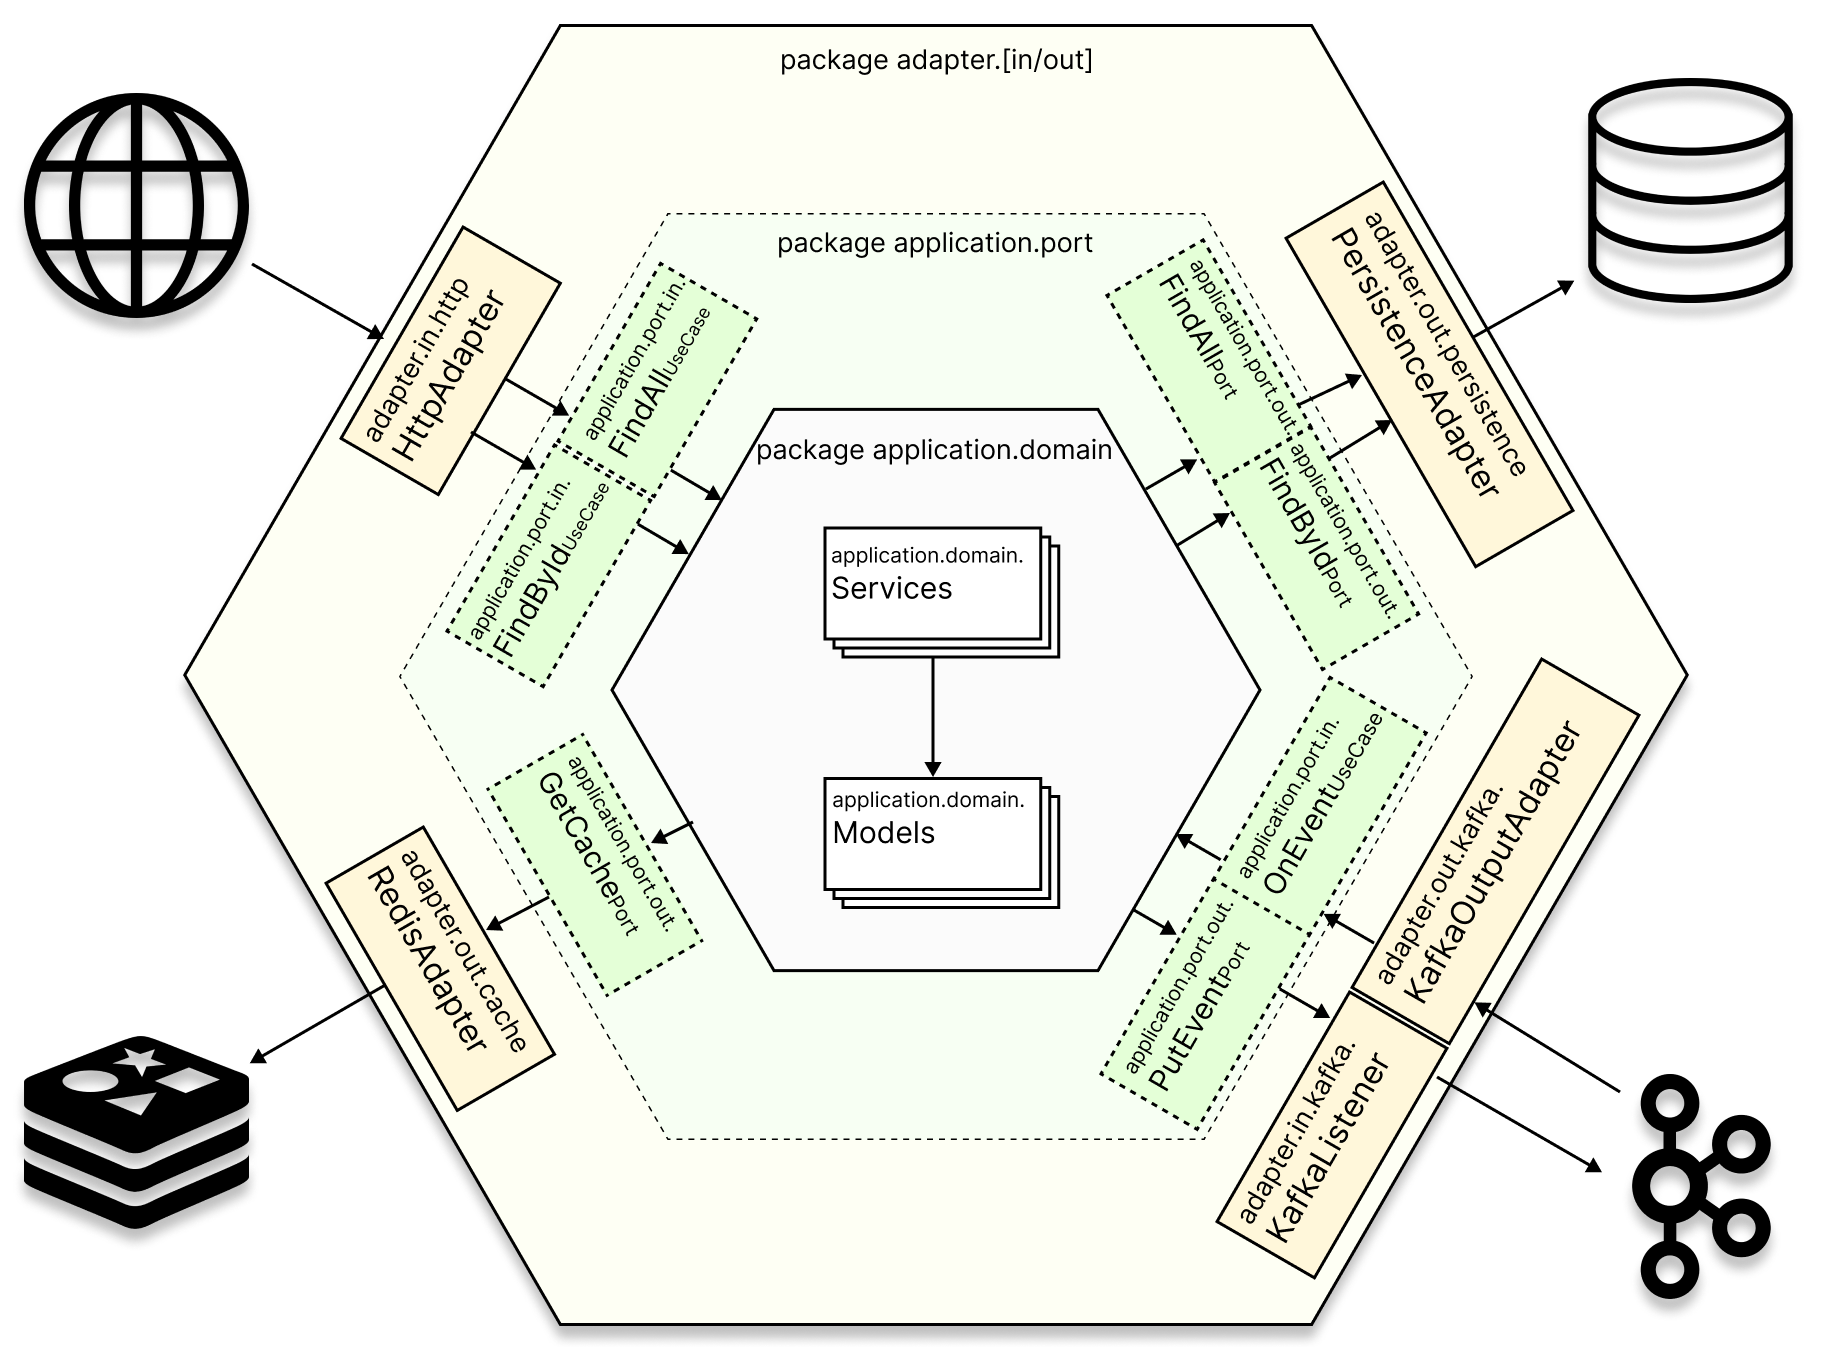 package adapter.[in/out]
package application.port
package application.domain
application.domain.
Services
application.domain.
Models
adapter.in.http
HttpAdapter
application.port.in.
FindAllUseCase
application.port.in.
FindByIdUseCase
application.port.out.
FindAllPort
application.port.out.
FindByIdPort
adapter.out.persistence
PersistenceAdapter
application.port.out.
GetCachePort
adapter.out.cache
RedisAdapter
application.port.in.
OnEventUseCase
application.port.out.
PutEventPort
adapter.out.kafka.
KafkaOutputAdapter
adapter.in.kafka.
KafkaListener